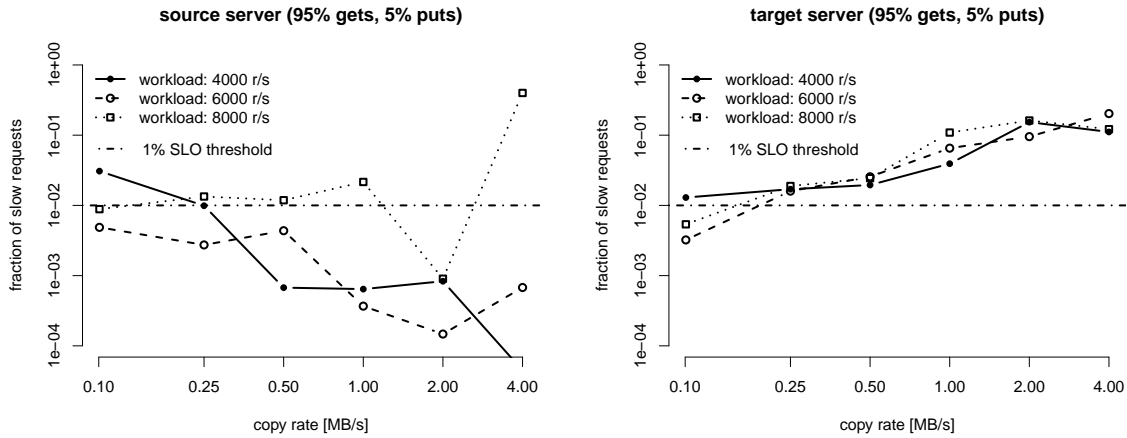 source server (95% gets, 5% puts)
fraction of slow requests
1e+00
1e-01
1e-02
1e-03
1e-04
workload: 4000 r/s
workload: 6000 r/s
workload: 8000 r/s
1% SLO threshold
0.10 0.25 0.50 1.00 2.00 4.00
copy rate [MB/s]
target server (95% gets, 5% puts)
fraction of slow requests
1e+00
1e-01
1e-02
1e-03
1e-04
workload: 4000 r/s
workload: 6000 r/s
workload: 8000 r/s
1% SLO threshold
0.10 0.25 0.50 1.00 2.00 4.00
copy rate [MB/s]